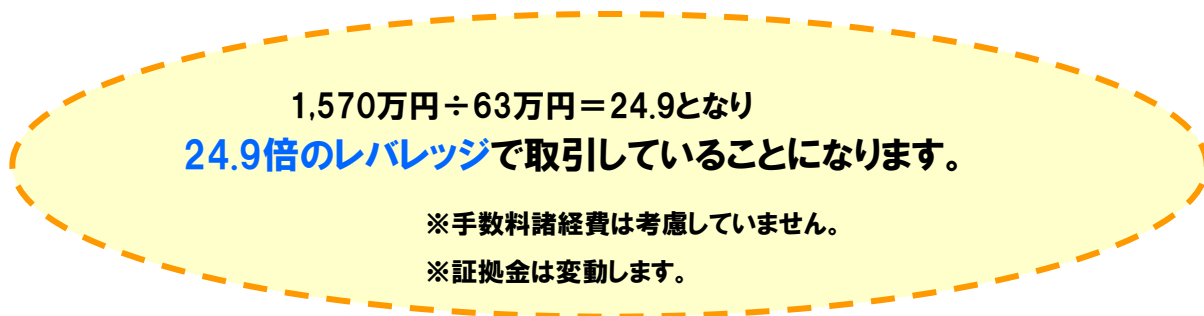 1,570万円÷63万円＝24.9となり
24.9倍のレバレッジで取引していることになります。
※手数料諸経費は考慮していません。
※証拠金は変動します。